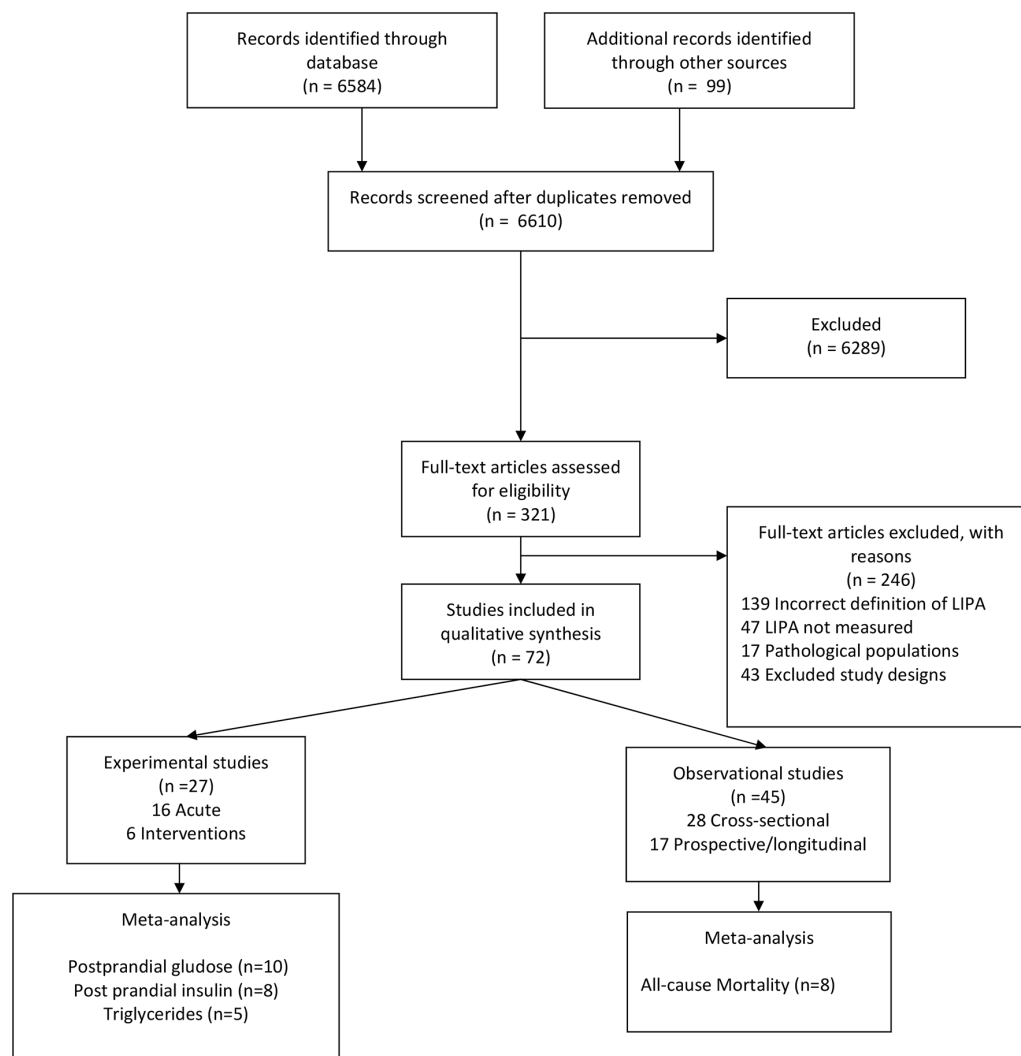 Records identified through
database
(n = 6584)
Additional records identified
through other sources
(n = 99)
Records screened after duplicates removed
(n = 6610)
Excluded
(n = 6289)
Full-text articles assessed
for eligibility
(n = 321)
Full-text articles excluded, with
reasons
(n = 246)
139 Incorrect definition of LIPA
47 LIPA not measured
17 Pathological populations
43 Excluded study designs
Studies included in
qualitative synthesis
(n = 72)
Experimental studies
(n =27)
16 Acute
6 Interventions
Observational studies
(n =45)
28 Cross-sectional
17 Prospective/longitudinal
Meta-analysis
Postprandial gludose (n=10)
Post prandial insulin (n=8)
Triglycerides (n=5)
Meta-analysis
All-cause Mortality (n=8)